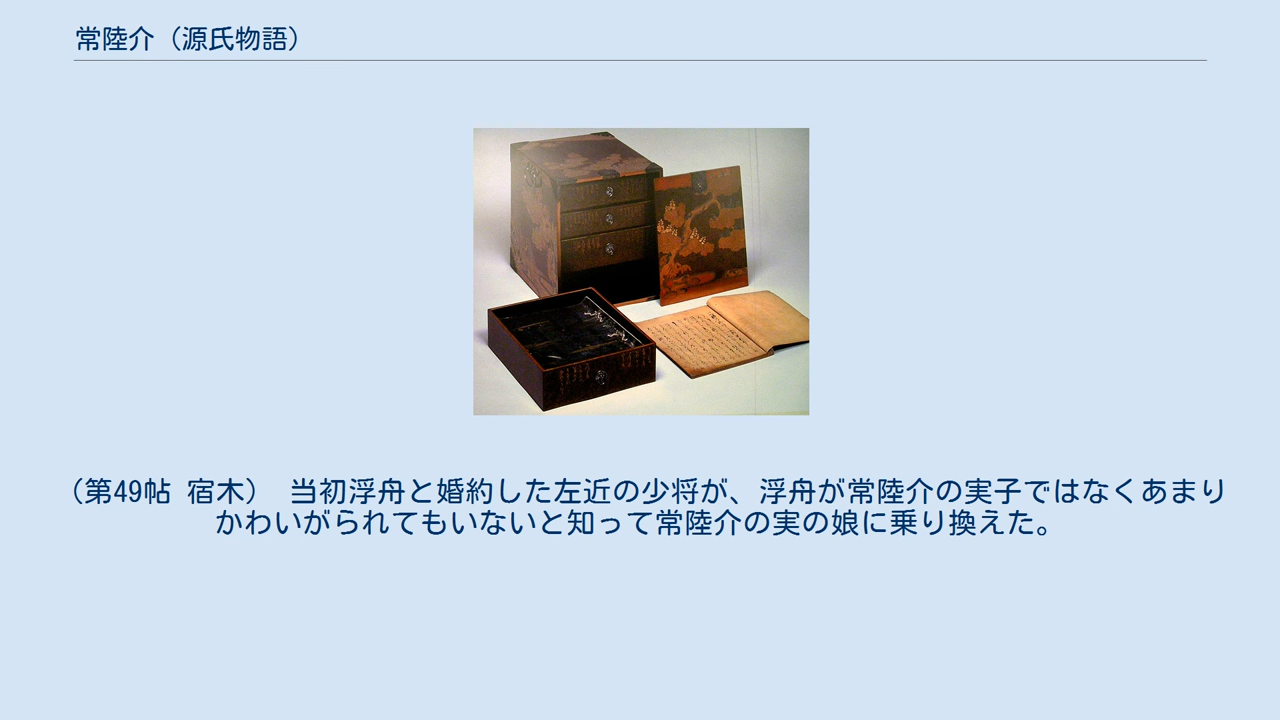 常陸介（源氏物語）
（第49帖 宿木） 当初浮舟と婚約した左近の少将が、浮舟が常陸介の実子ではなくあまり
かわいがられてもいないと知って常陸介の実の娘に乗り換えた。